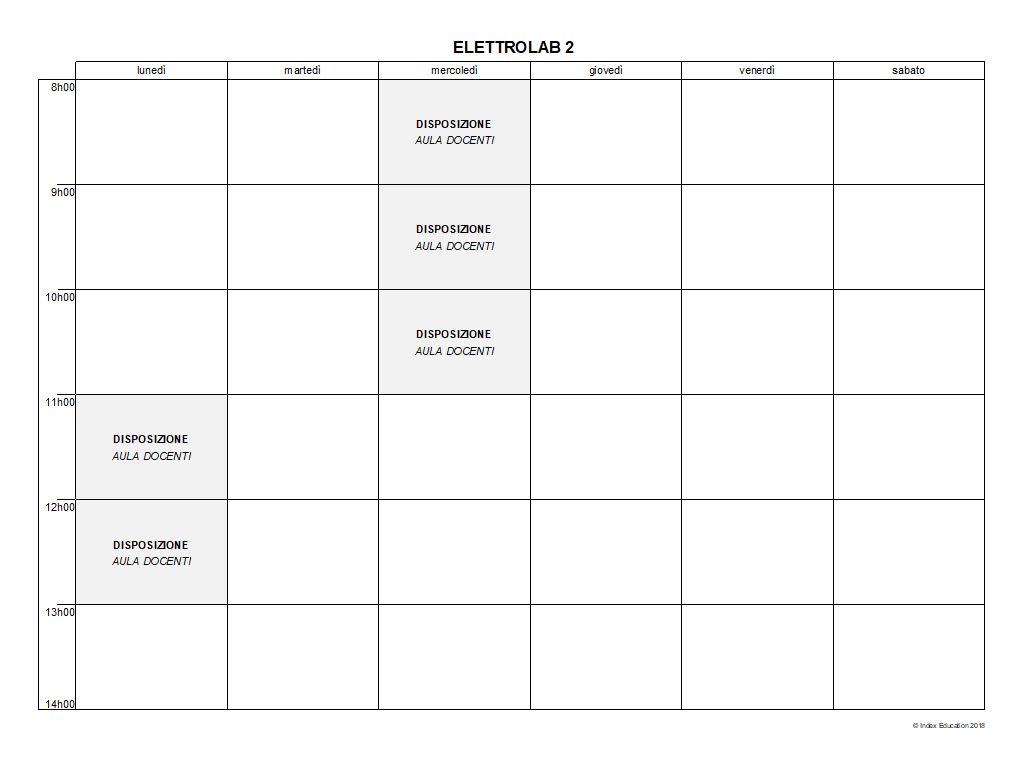 ELETTROLAB 2
lunedì martedì mercoledì giovedì venerdì sabato
8h00
DISPOSIZIONE
AULA DOCENTI
9h00
DISPOSIZIONE
AULA DOCENTI
10h00
DISPOSIZIONE
AULA DOCENTI
11h00
DISPOSIZIONE
AULA DOCENTI
12h00
DISPOSIZIONE
AULA DOCENTI
13h00
14h00
© Index Education 2018